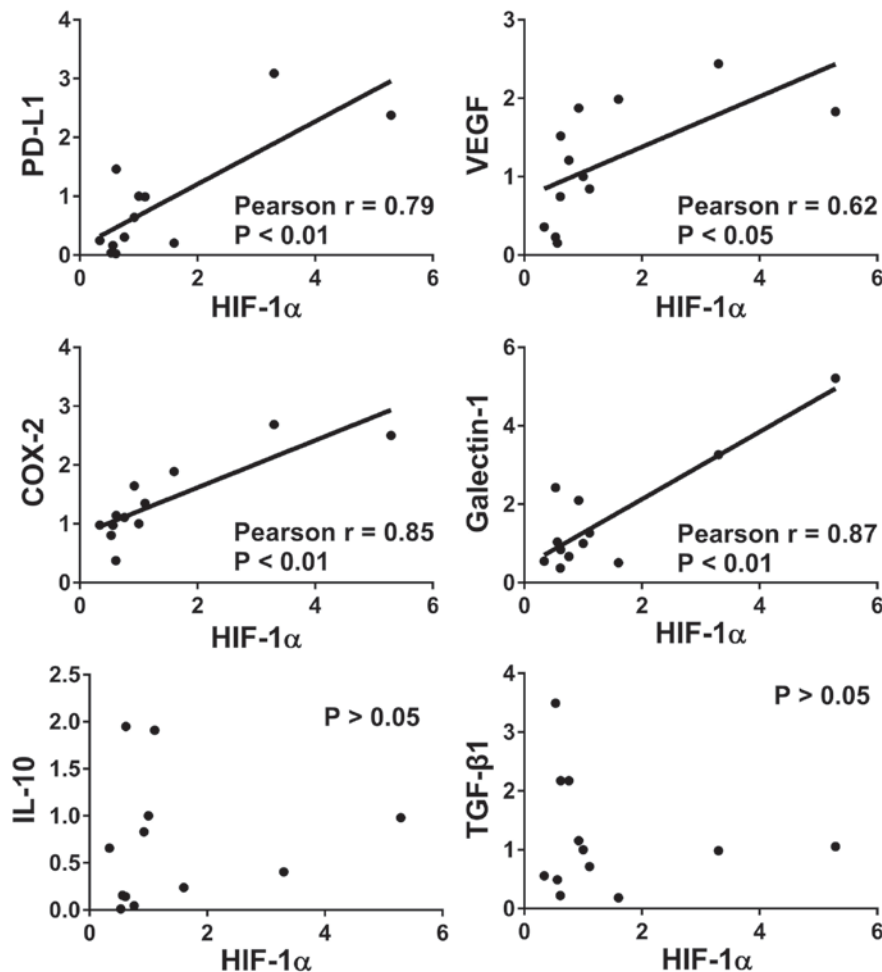 PD-L1
4
3
2
1
0
Pearson r = 0.79
P < 0.01
0 2 4 6
HIF-1α
VEGF
3
2
1
0
Pearson r = 0.62
P < 0.05
0 2 4 6
HIF-1α
COX-2
4
3
2
1
0
Pearson r = 0.85
P < 0.01
0 2 4 6
HIF-1α
Galectin-1
6
4
2
0
Pearson r = 0.87
P < 0.01
0 2 4 6
HIF-1α
IL-10
2.5
2.0
1.5
1.0
0.5
0.0
P > 0.05
0 2 4 6
HIF-1α
TGF-β1
4
3
2
1
0
P > 0.05
0 2 4 6
HIF-1α